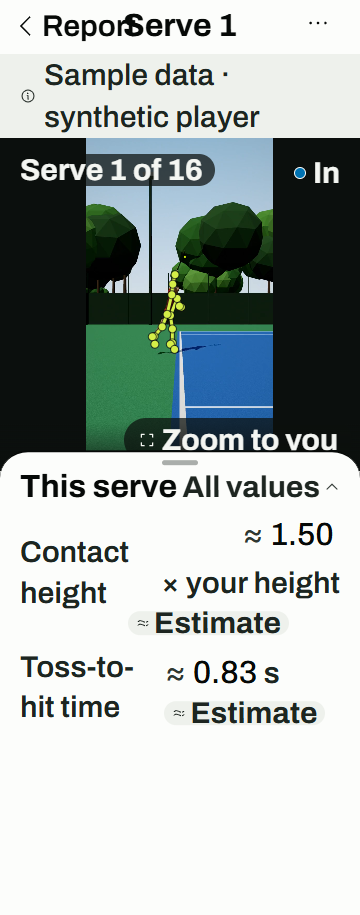 Report
Serve 1
Sample data ·
synthetic player
Serve 1 of 16
In
Zoom to you
This serve
All values
Contact
height
≈ 1.50
× your height
≈ Estimate
Toss-to-
hit time
≈ 0.83 s
≈ Estimate